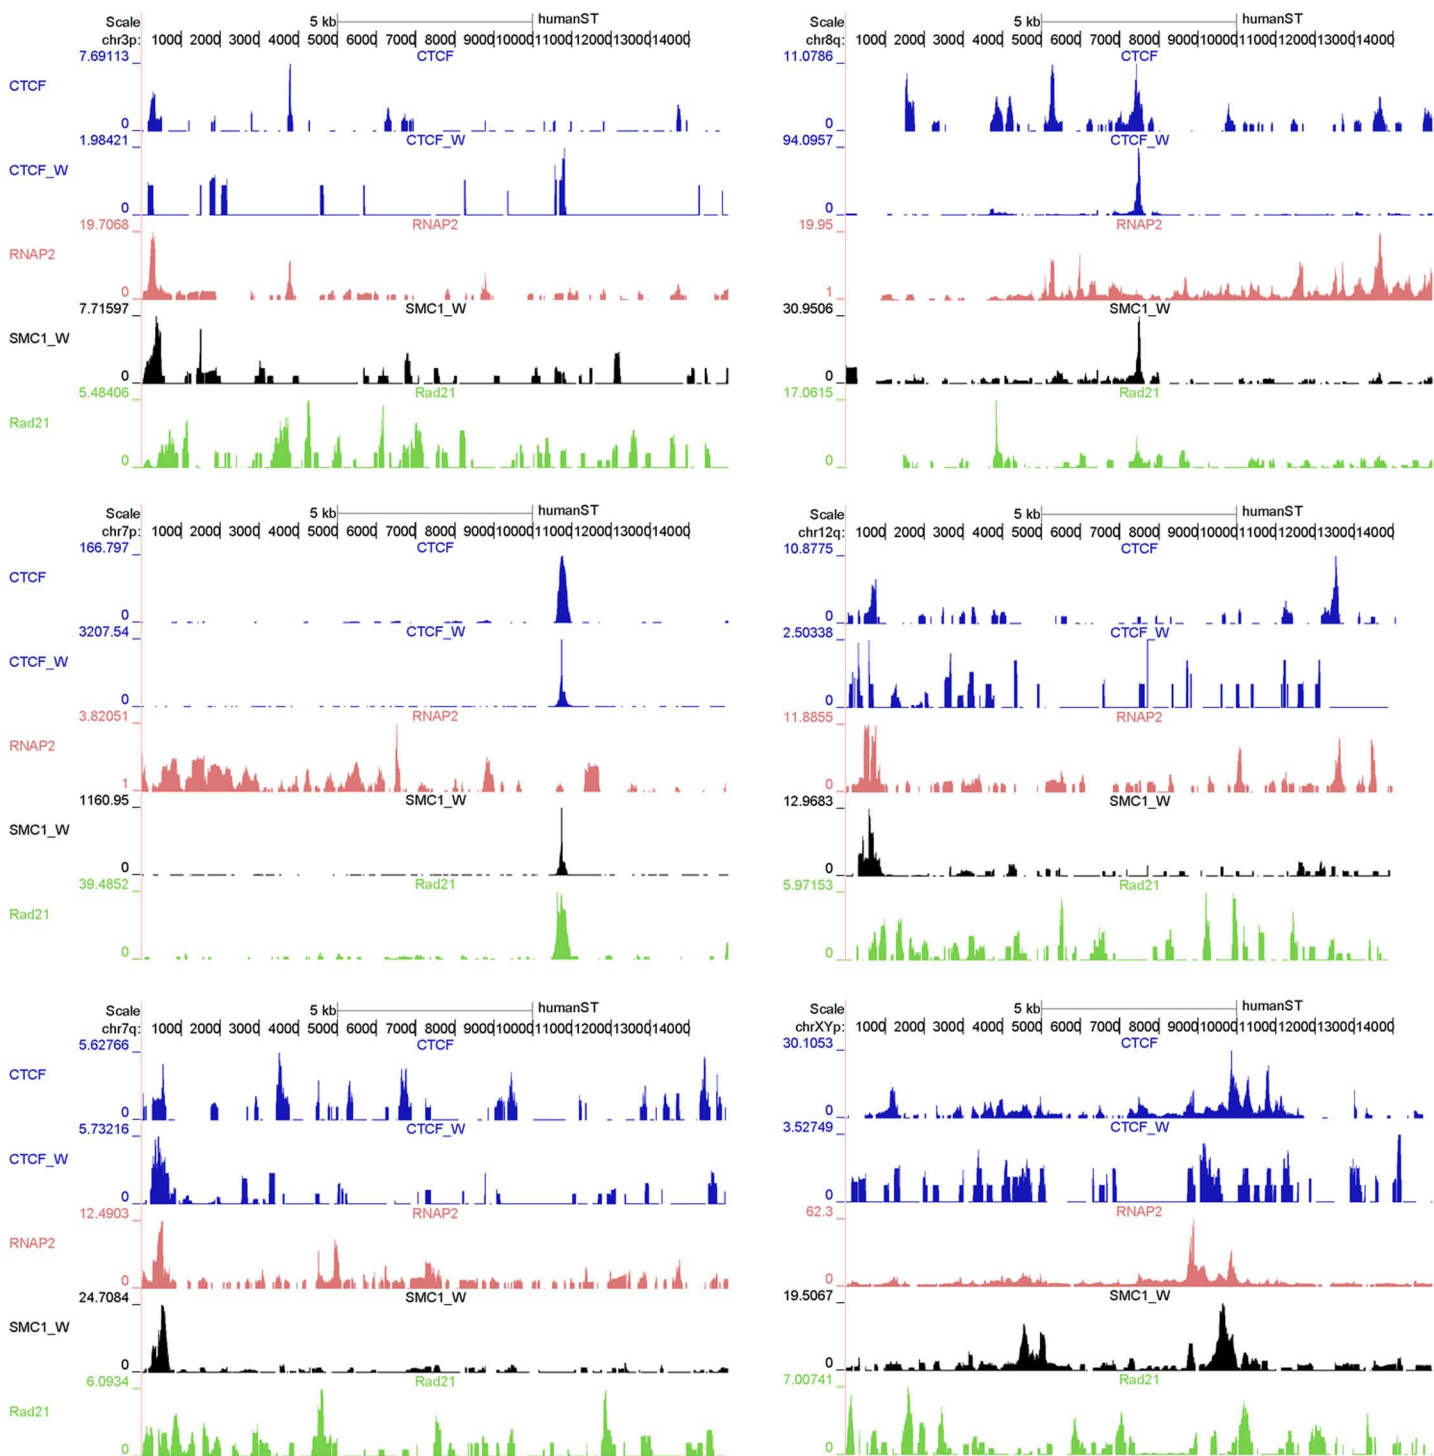 Scale 5 kb humanST
chr3p: 1000 2000 3000 4000 5000 6000 7000 8000 9000 10000 11000 12000 13000 14000
7.69113 CTCF
CTCF
0
1.98421 CTCF_W
CTCF_W
0
19.7068 RNAP2
RNAP2
0
7.71597 SMC1_W
SMC1_W
0
5.48406 Rad21
Rad21
0
Scale 5 kb humanST
chr8q: 1000 2000 3000 4000 5000 6000 7000 8000 9000 10000 11000 12000 13000 14000
11.0786 CTCF
0
94.0957 CTCF_W
0
19.95 RNAP2
1
30.9506 SMC1_W
0
17.0615 Rad21
0
Scale 5 kb humanST
chr7p: 1000 2000 3000 4000 5000 6000 7000 8000 9000 10000 11000 12000 13000 14000
166.797 CTCF
CTCF
0
3207.54 CTCF_W
CTCF_W
0
3.82051 RNAP2
RNAP2
1
1160.95 SMC1_W
SMC1_W
0
39.4852 Rad21
Rad21
0
Scale 5 kb humanST
chr12q: 1000 2000 3000 4000 5000 6000 7000 8000 9000 10000 11000 12000 13000 14000
10.8775 CTCF
0
2.50338 CTCF_W
0
11.8855 RNAP2
0
12.9683 SMC1_W
0
5.97153 Rad21
0
Scale 5 kb humanST
chr7q: 1000 2000 3000 4000 5000 6000 7000 8000 9000 10000 11000 12000 13000 14000
5.62766 CTCF
CTCF
0
5.73216 CTCF_W
CTCF_W
0
12.4903 RNAP2
RNAP2
0
24.7084 SMC1_W
SMC1_W
0
6.0934 Rad21
Rad21
0
Scale 5 kb humanST
chrXYp: 1000 2000 3000 4000 5000 6000 7000 8000 9000 10000 11000 12000 13000 14000
30.1053 CTCF
0
3.52749 CTCF_W
0
62.3 RNAP2
0
19.5067 SMC1_W
0
7.00741 Rad21
0